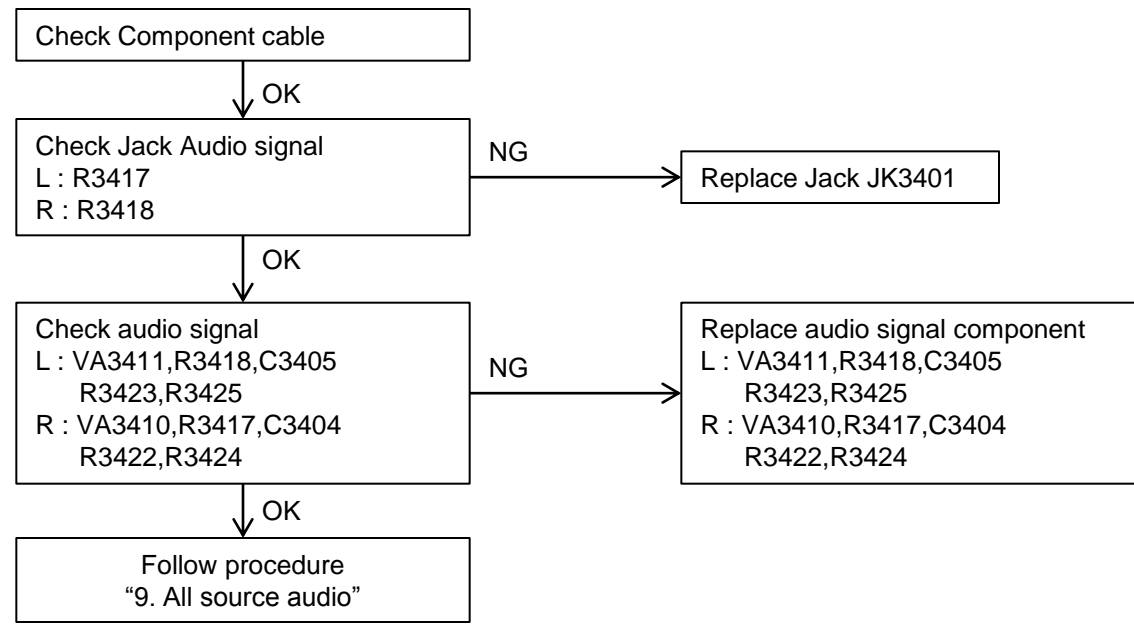 Check Component cable
OK
Check Jack Audio signal
L : R3417
R : R3418
NG
Replace Jack JK3401
OK
Check audio signal
L : VA3411,R3418,C3405
R3423,R3425
R : VA3410,R3417,C3404
R3422,R3424
NG
Replace audio signal component
L : VA3411,R3418,C3405
R3423,R3425
R : VA3410,R3417,C3404
R3422,R3424
OK
Follow procedure
“9. All source audio”